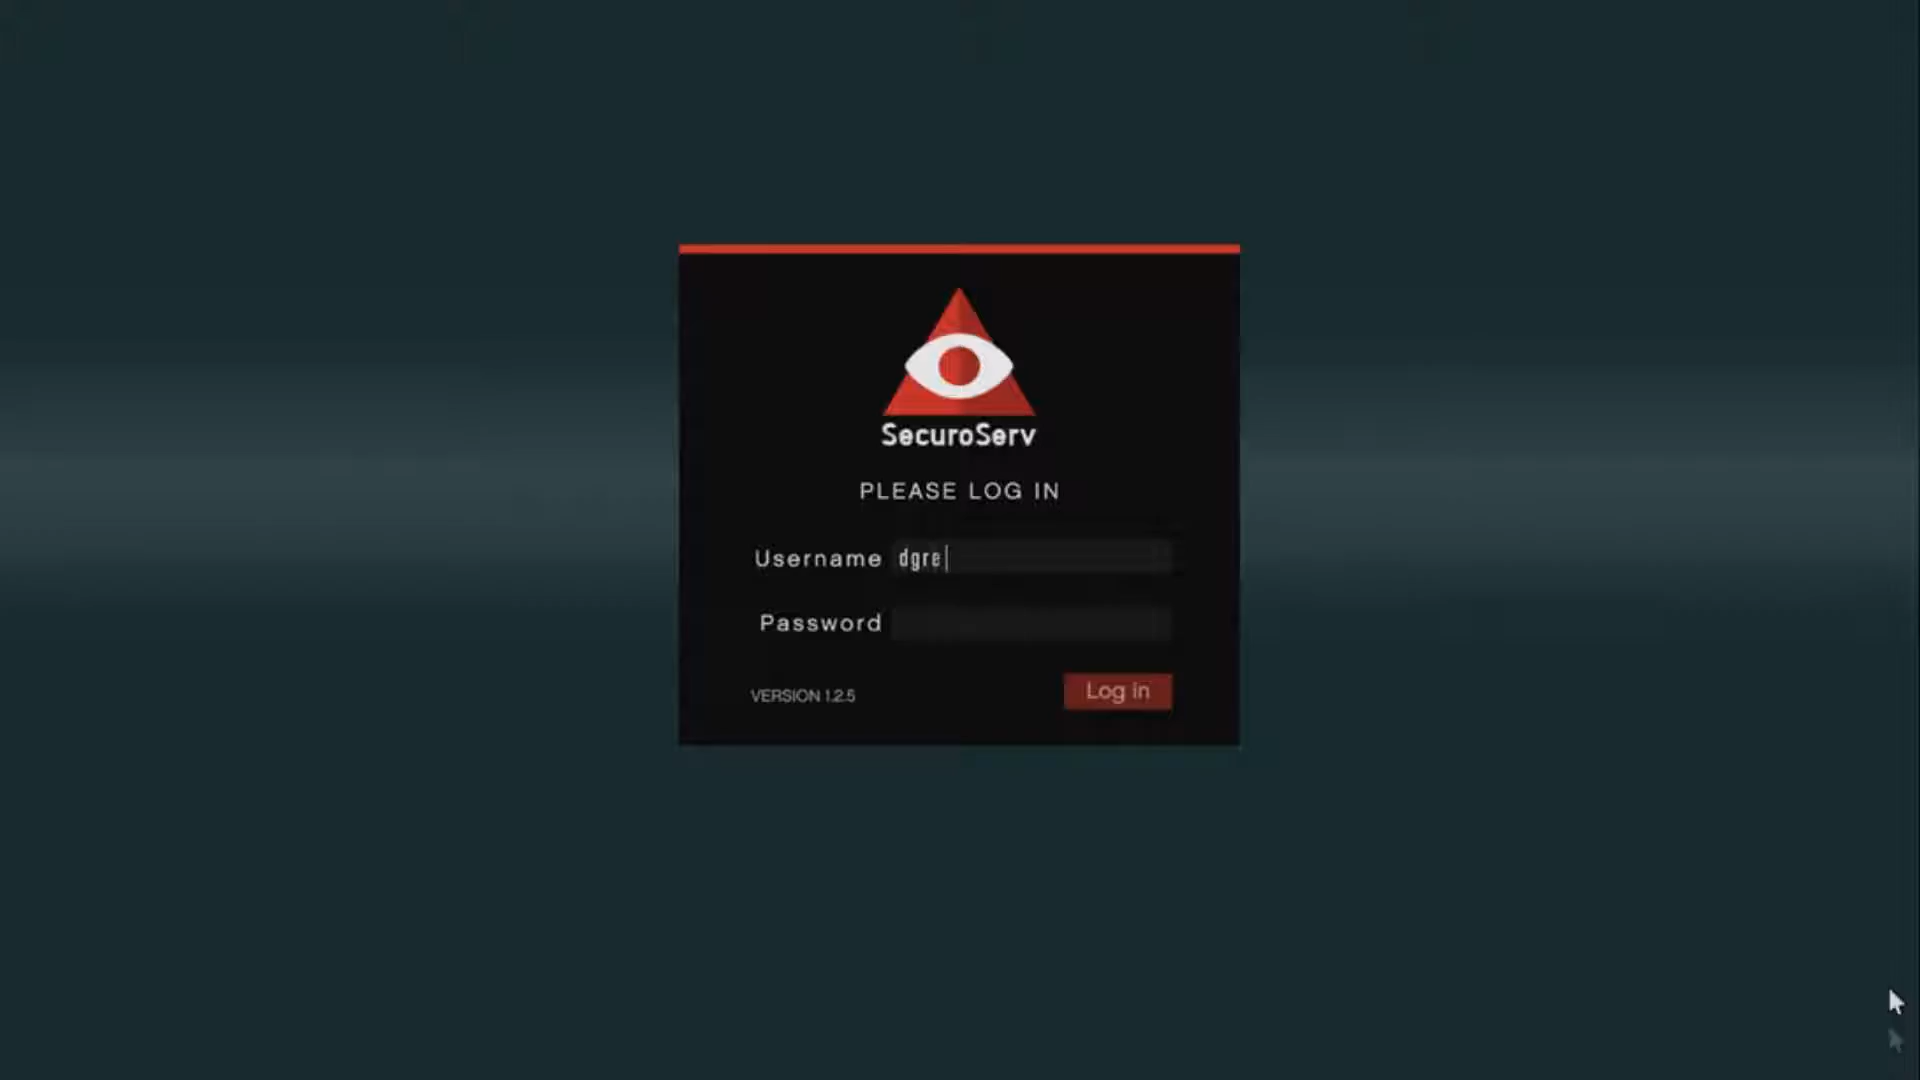 SecuroServ
PLEASE LOG IN
Username dgre
Password
VERSION 1.2.5
Log in